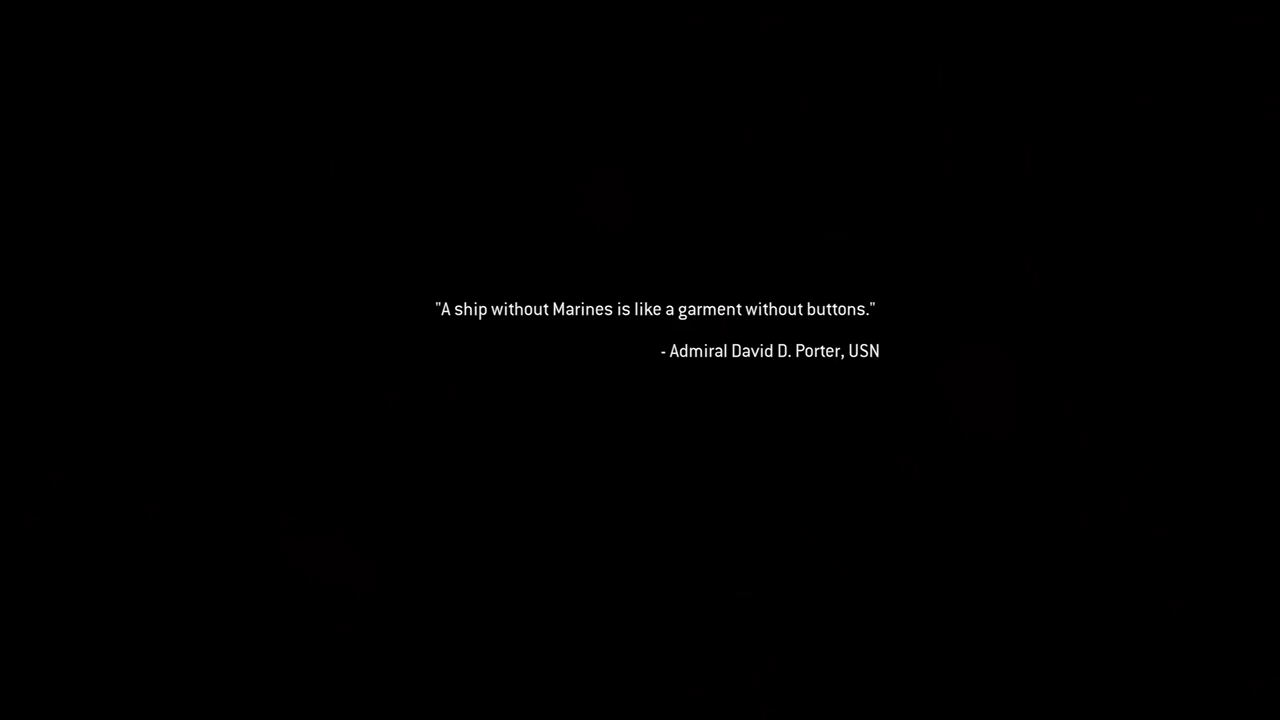 "A ship without Marines is like a garment without buttons."
- Admiral David D. Porter, USN